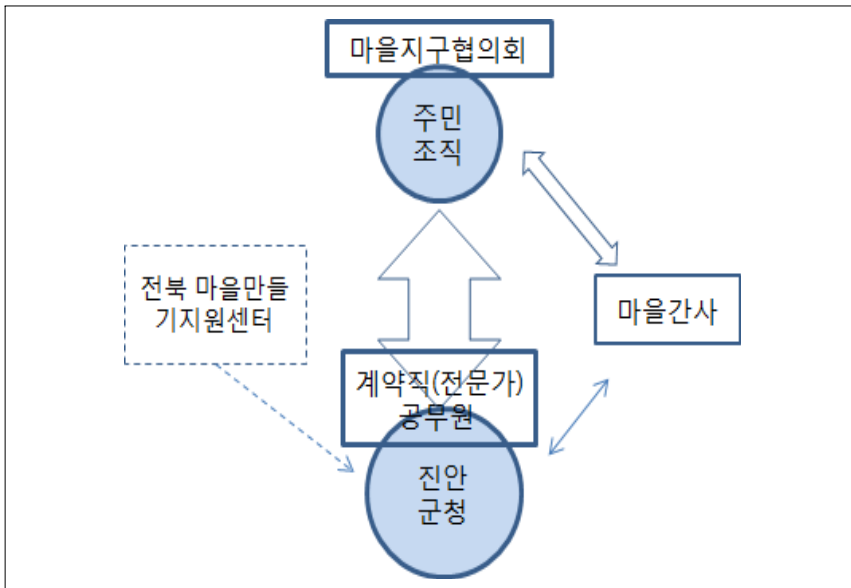 마을지구협의회
주민
조직
전북 마을만들
기지원센터
마을간사
계약직(전문가)
공무원
진안
군청